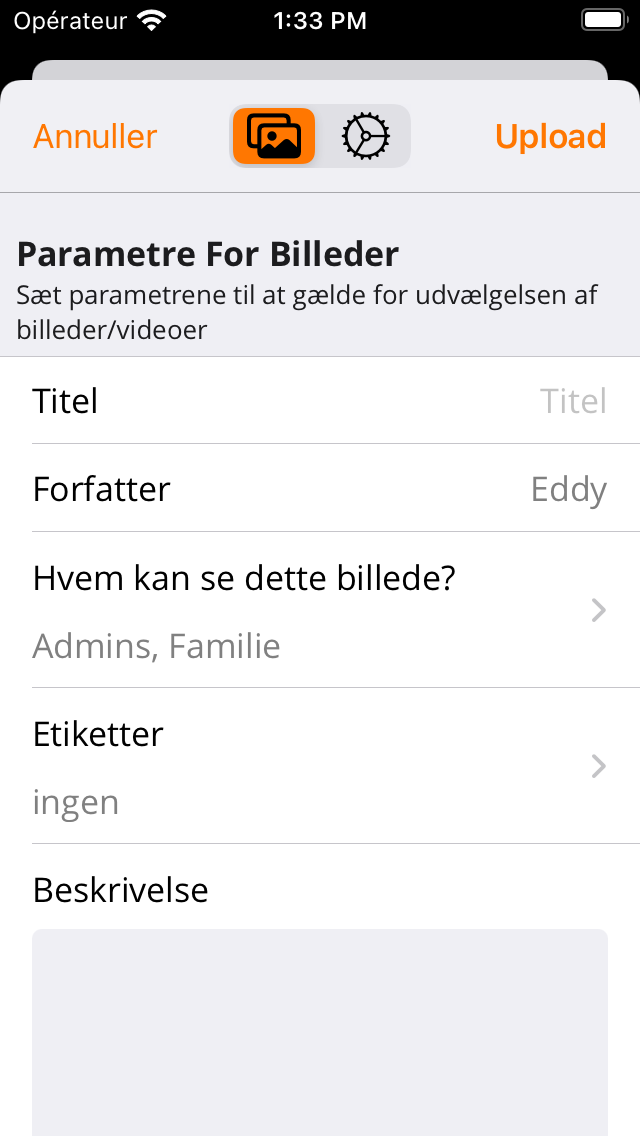 Opérateur 1:33 PM
Annuller Upload
Parametre For Billeder
Sæt parametrene til at gælde for udvælgelsen af
billeder/videoer
Titel Titel
Forfatter Eddy
Hvem kan se dette billede?
Admins, Familie
Etiketter
ingen
Beskrivelse